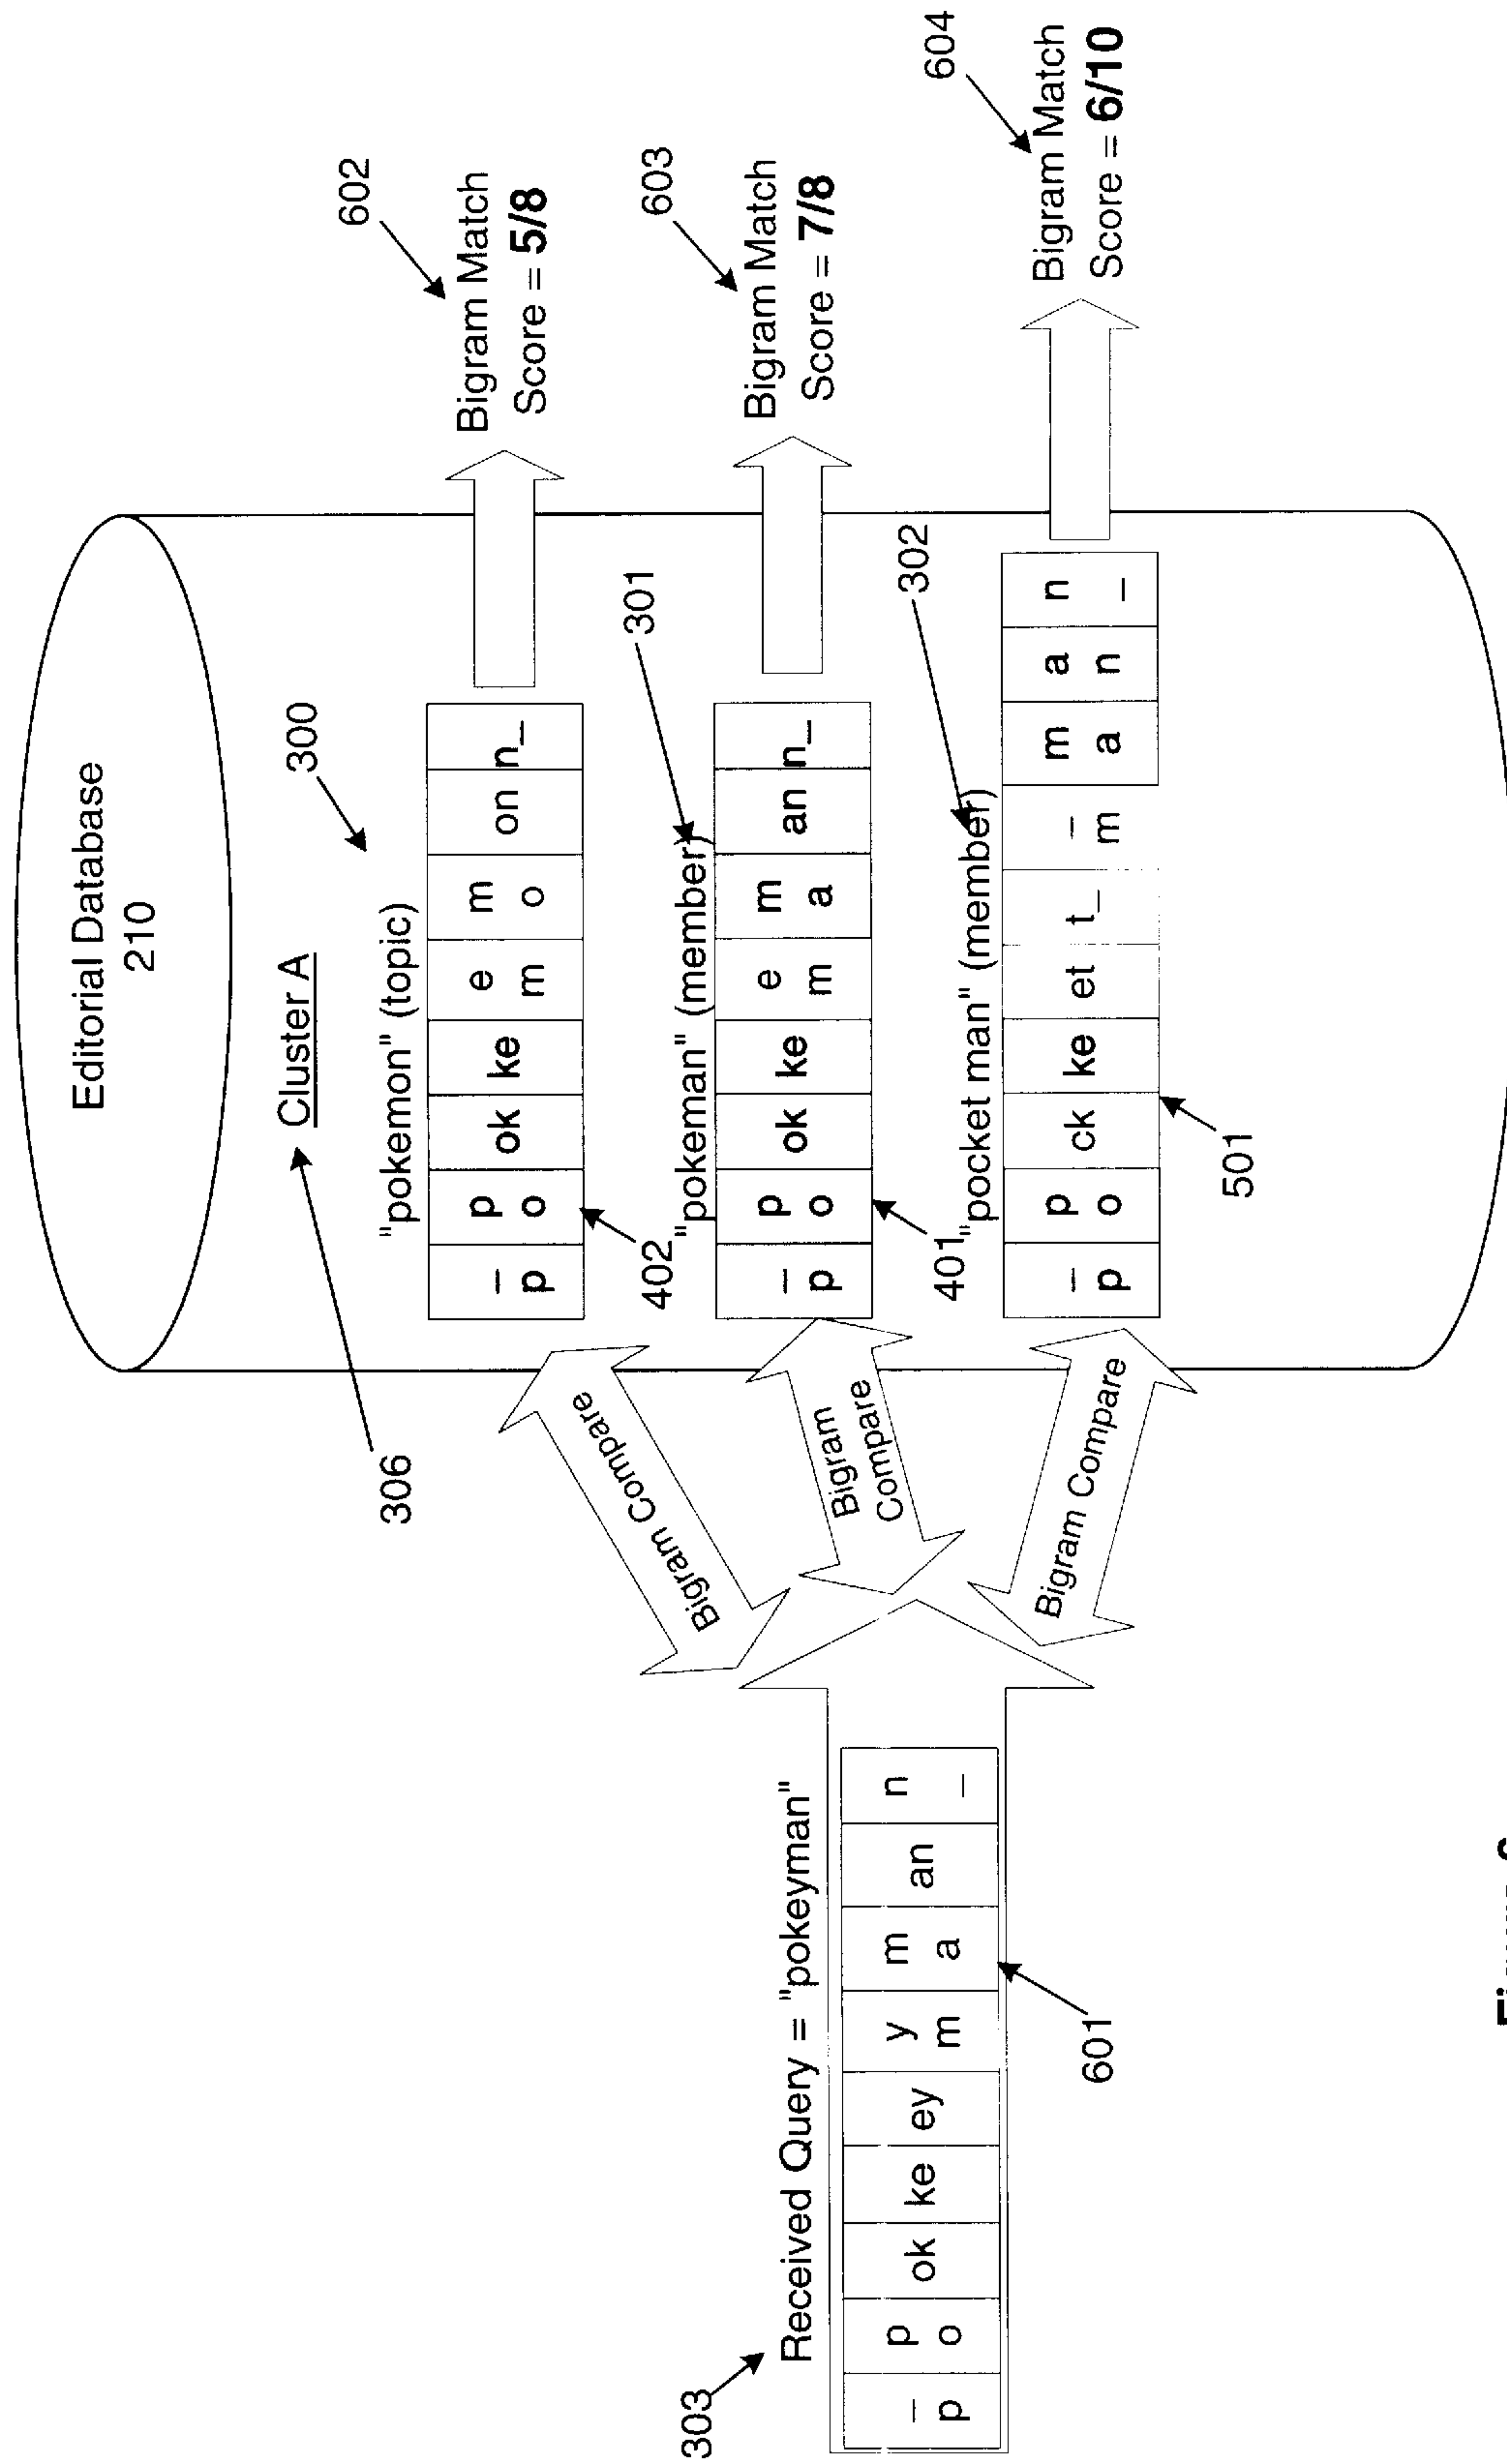 Editorial Database
210
306
Cluster A
300
"pokemon" (topic)
_p po ok ke em mo on n_
402
602
Bigram Match
Score = 5/8
301
"pokeman" (member)
_p po ok ke em ma an n_
401
603
Bigram Match
Score = 7/8
302
"pocket man" (member)
_p po ck ke et t_ _m ma an n_
501
604
Bigram Match
Score = 6/10
Bigram Compare
Bigram
Compare
Bigram Compare
303
Received Query = "pokeyman"
_p po ok ke ey ym ma an n_
601